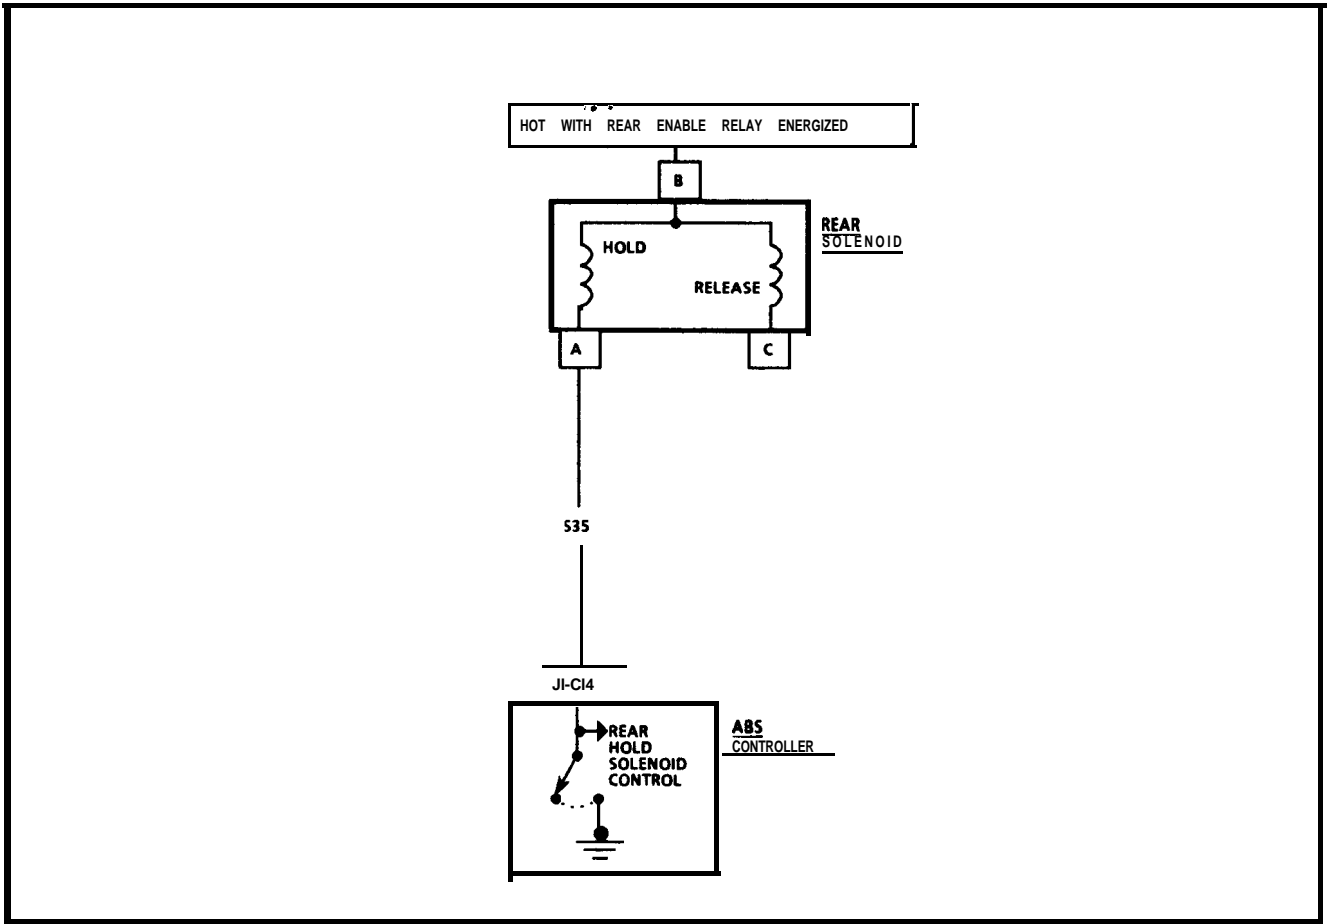 HOT WITH REAR ENABLE RELAY ENERGIZED
B
REAR
SOLENOID
HOLD
RELEASE
A
C
S35
JI-CI4
REAR
HOLD
SOLENOID
CONTROL
ABS
CONTROLLER